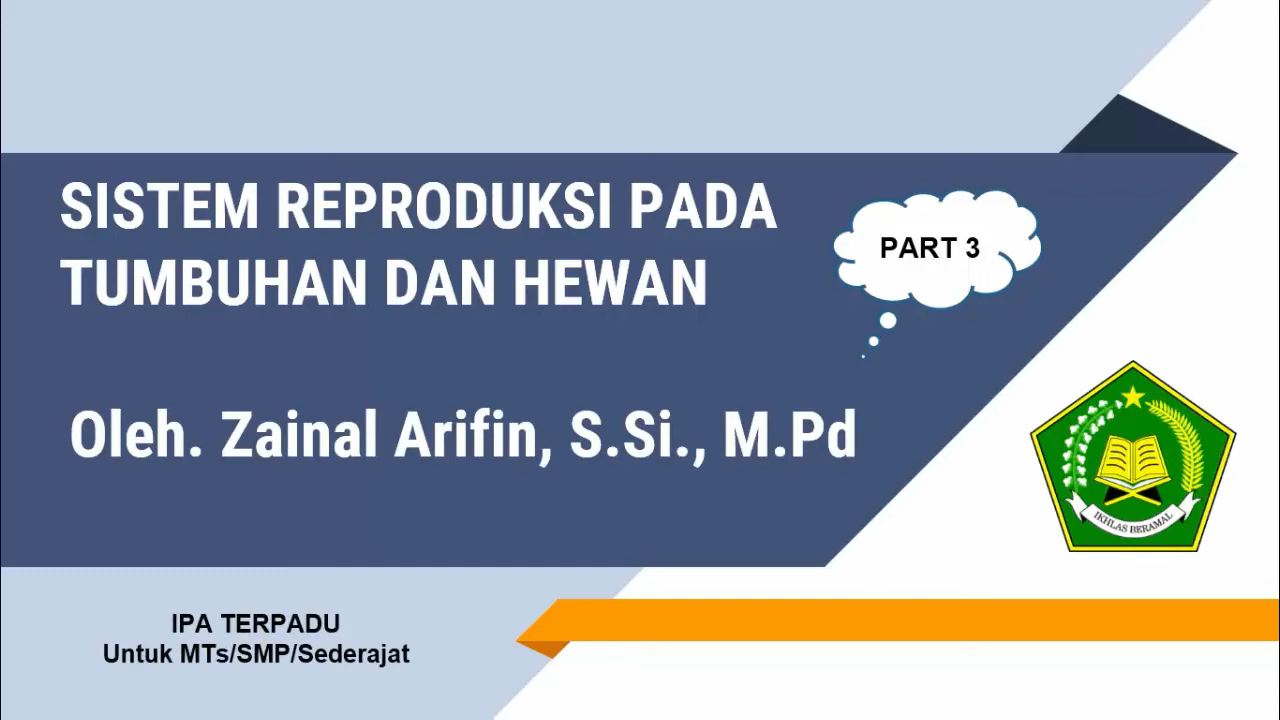 SISTEM REPRODUKSI PADA
TUMBUHAN DAN HEWAN
PART 3
Oleh. Zainal Arifin, S.Si., M.Pd
IKHLAS BERAMAL
IPA TERPADU
Untuk MTs/SMP/Sederajat